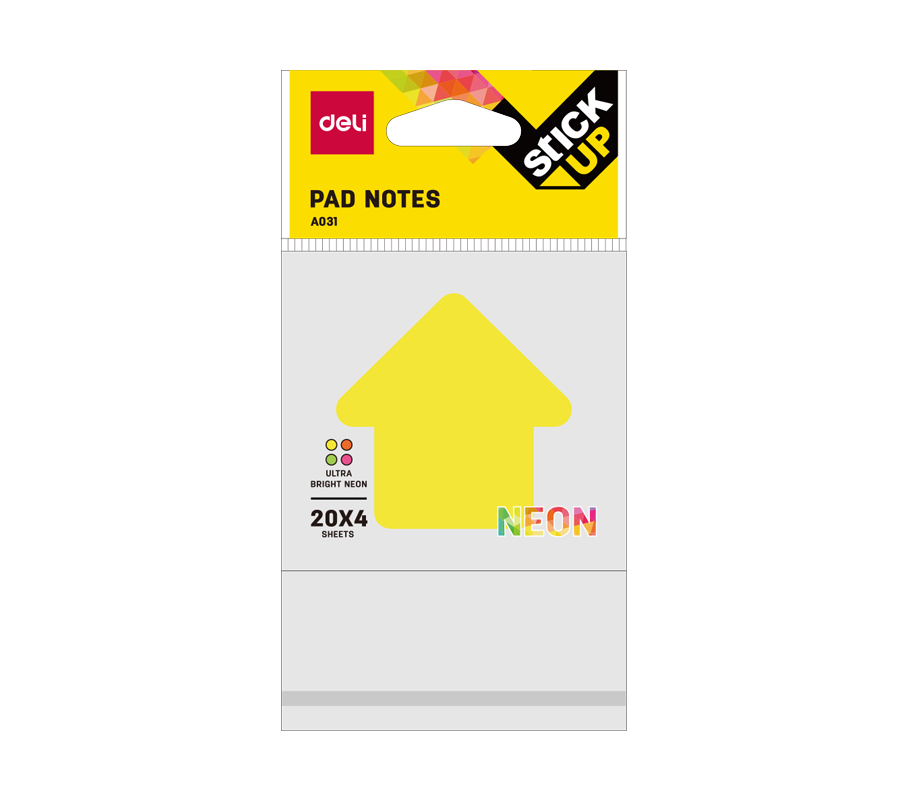 deli
STICK
UP
PAD NOTES
A031
ULTRA
BRIGHT NEON
20X4
SHEETS
NEON